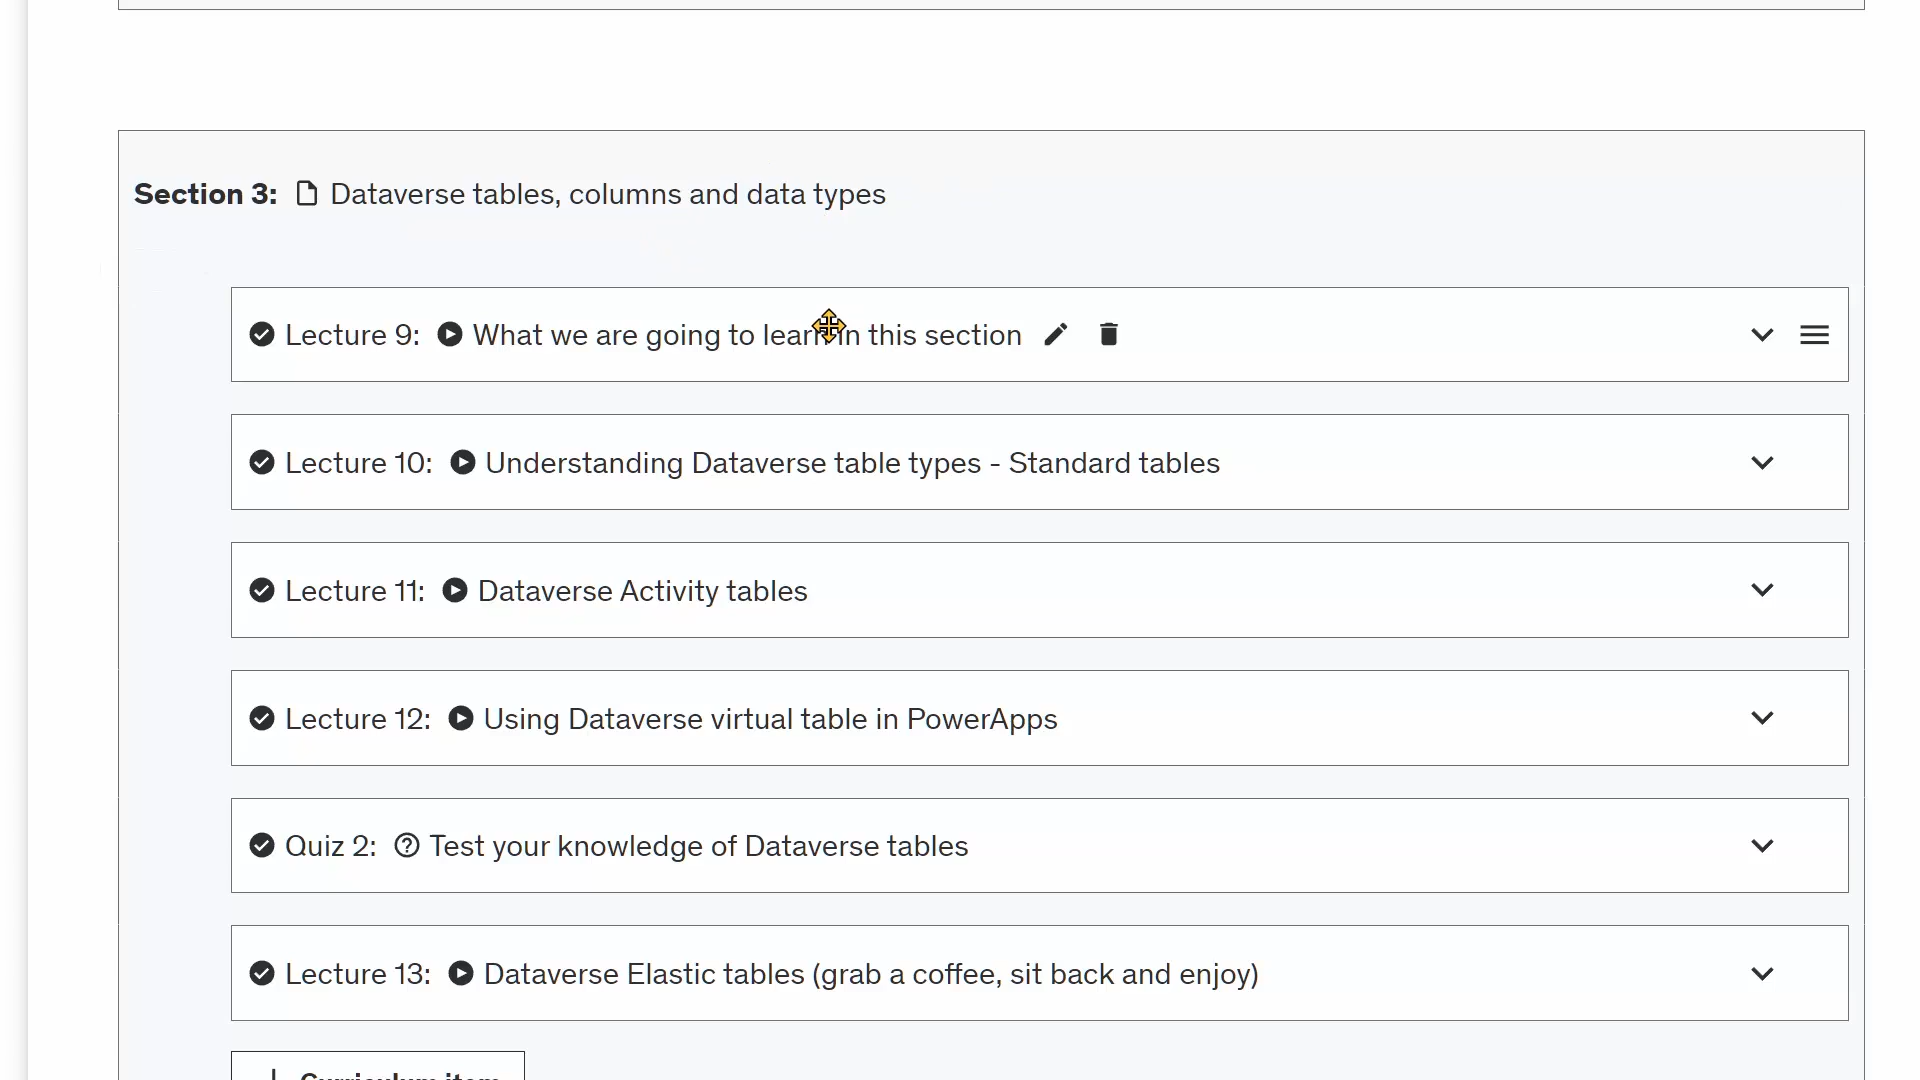 Section 3: Dataverse tables, columns and data types
Lecture 9: What we are going to learn in this section
Lecture 10: Understanding Dataverse table types - Standard tables
Lecture 11: Dataverse Activity tables
Lecture 12: Using Dataverse virtual table in PowerApps
Quiz 2: Test your knowledge of Dataverse tables
Lecture 13: Dataverse Elastic tables (grab a coffee, sit back and enjoy)
Curriculum item